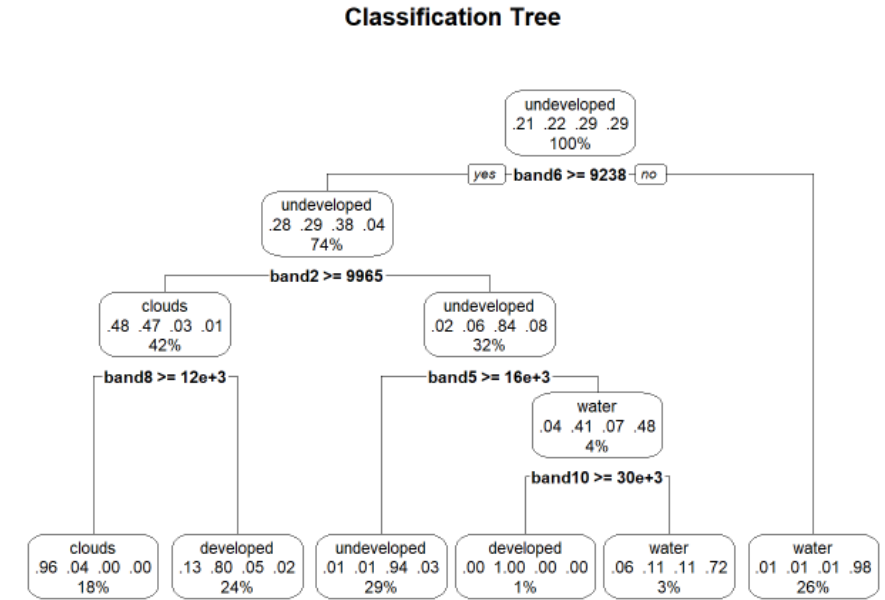 Classification Tree
undeveloped
.21 .22 .29 .29
100%
yes band6 >= 9238 no
undeveloped
.28 .29 .38 .04
74%
band2 >= 9965
clouds
.48 .47 .03 .01
42%
undeveloped
.02 .06 .84 .08
32%
band8 >= 12e+3
band5 >= 16e+3
water
.04 .41 .07 .48
4%
band10 >= 30e+3
clouds
.96 .04 .00 .00
18%
developed
.13 .80 .05 .02
24%
undeveloped
.01 .01 .94 .03
29%
developed
.00 1.00 .00 .00
1%
water
.06 .11 .11 .72
3%
water
.01 .01 .01 .98
26%